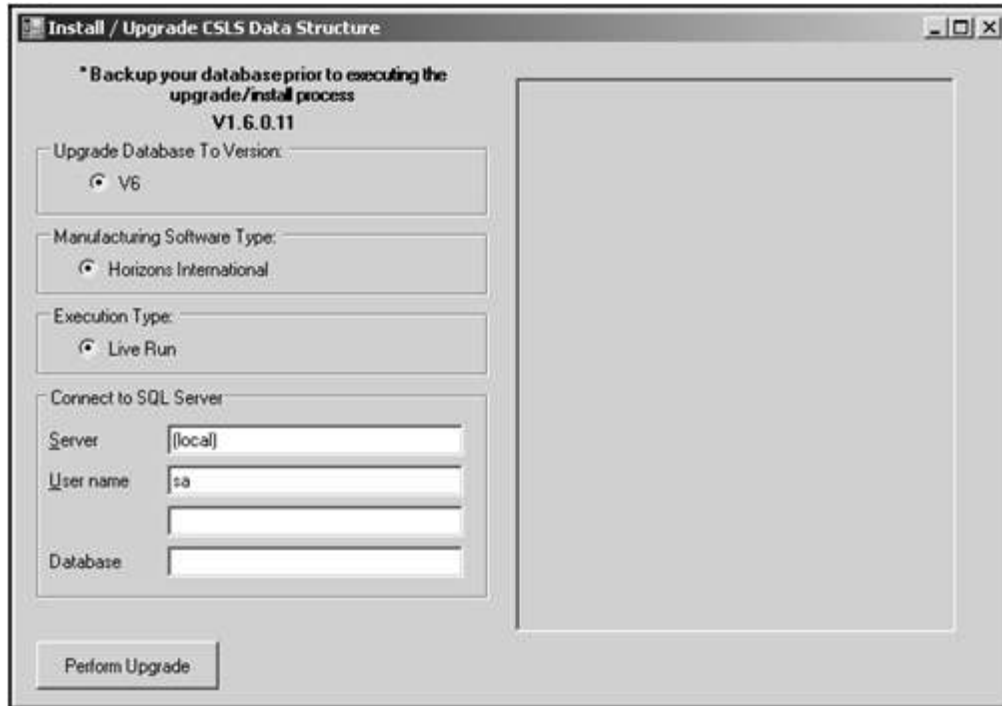 Install / Upgrade CSLS Data Structure
*Backup your database prior to executing the
upgrade/install process
V1.6.0.11
Upgrade Database To Version:
V6
Manufacturing Software Type:
Horizons International
Execution Type:
Live Run
Connect to SQL Server
Server
(local)
User name
sa
Database
Perform Upgrade